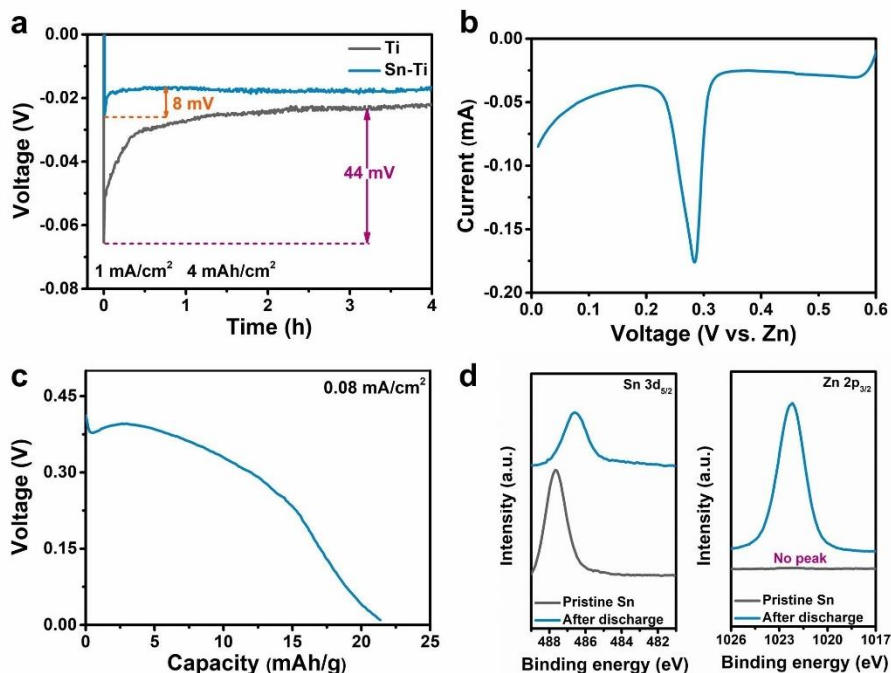 a
0.00
-0.02
-0.04
-0.06
-0.08
Voltage (V)
Ti
Sn-Ti
8 mV
44 mV
1 mA/cm² 4 mAh/cm²
0 1 2 3 4
Time (h)
b
0.00
-0.05
-0.10
-0.15
-0.20
Current (mA)
0.0 0.1 0.2 0.3 0.4 0.5 0.6
Voltage (V vs. Zn)
c
0.45
0.30
0.15
0.00
Voltage (V)
0.08 mA/cm²
0 5 10 15 20 25
Capacity (mAh/g)
d
Sn 3d₅/₂
Intensity (a.u.)
Pristine Sn
After discharge
488 486 484 482
Binding energy (eV)
Zn 2p₃/₂
Intensity (a.u.)
No peak
Pristine Sn
After discharge
1026 1023 1020 1017
Binding energy (eV)